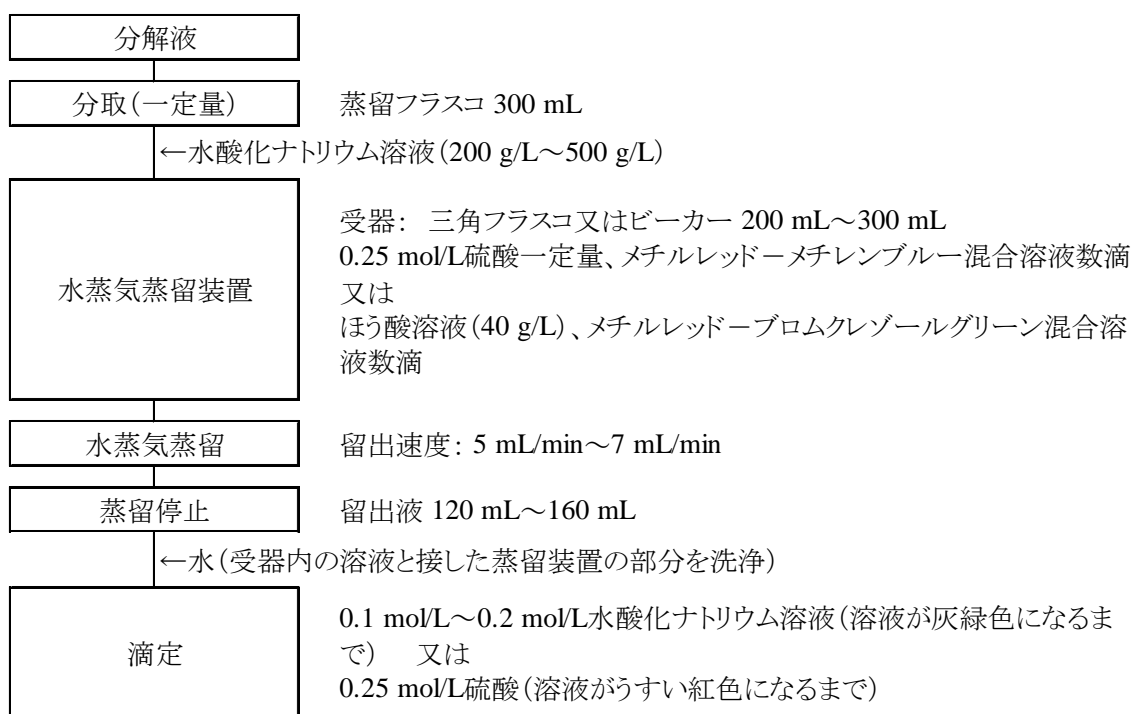 分解液
分取(一定量)
蒸留フラスコ 300 mL
←水酸化ナトリウム溶液(200 g/L~500 g/L)
水蒸気蒸留装置
受器: 三角フラスコ又はビーカー 200 mL~300 mL
0.25 mol/L硫酸一定量、メチルレッド-メチレンブルー混合溶液数滴
又は
ほう酸溶液(40 g/L)、メチルレッド-ブロムクレゾールグリーン混合溶
液数滴
水蒸気蒸留
留出速度: 5 mL/min~7 mL/min
蒸留停止
留出液 120 mL~160 mL
←水(受器内の溶液と接した蒸留装置の部分を洗浄)
滴定
0.1 mol/L~0.2 mol/L水酸化ナトリウム溶液(溶液が灰緑色になるま
で) 又は
0.25 mol/L硫酸(溶液がうすい紅色になるまで)